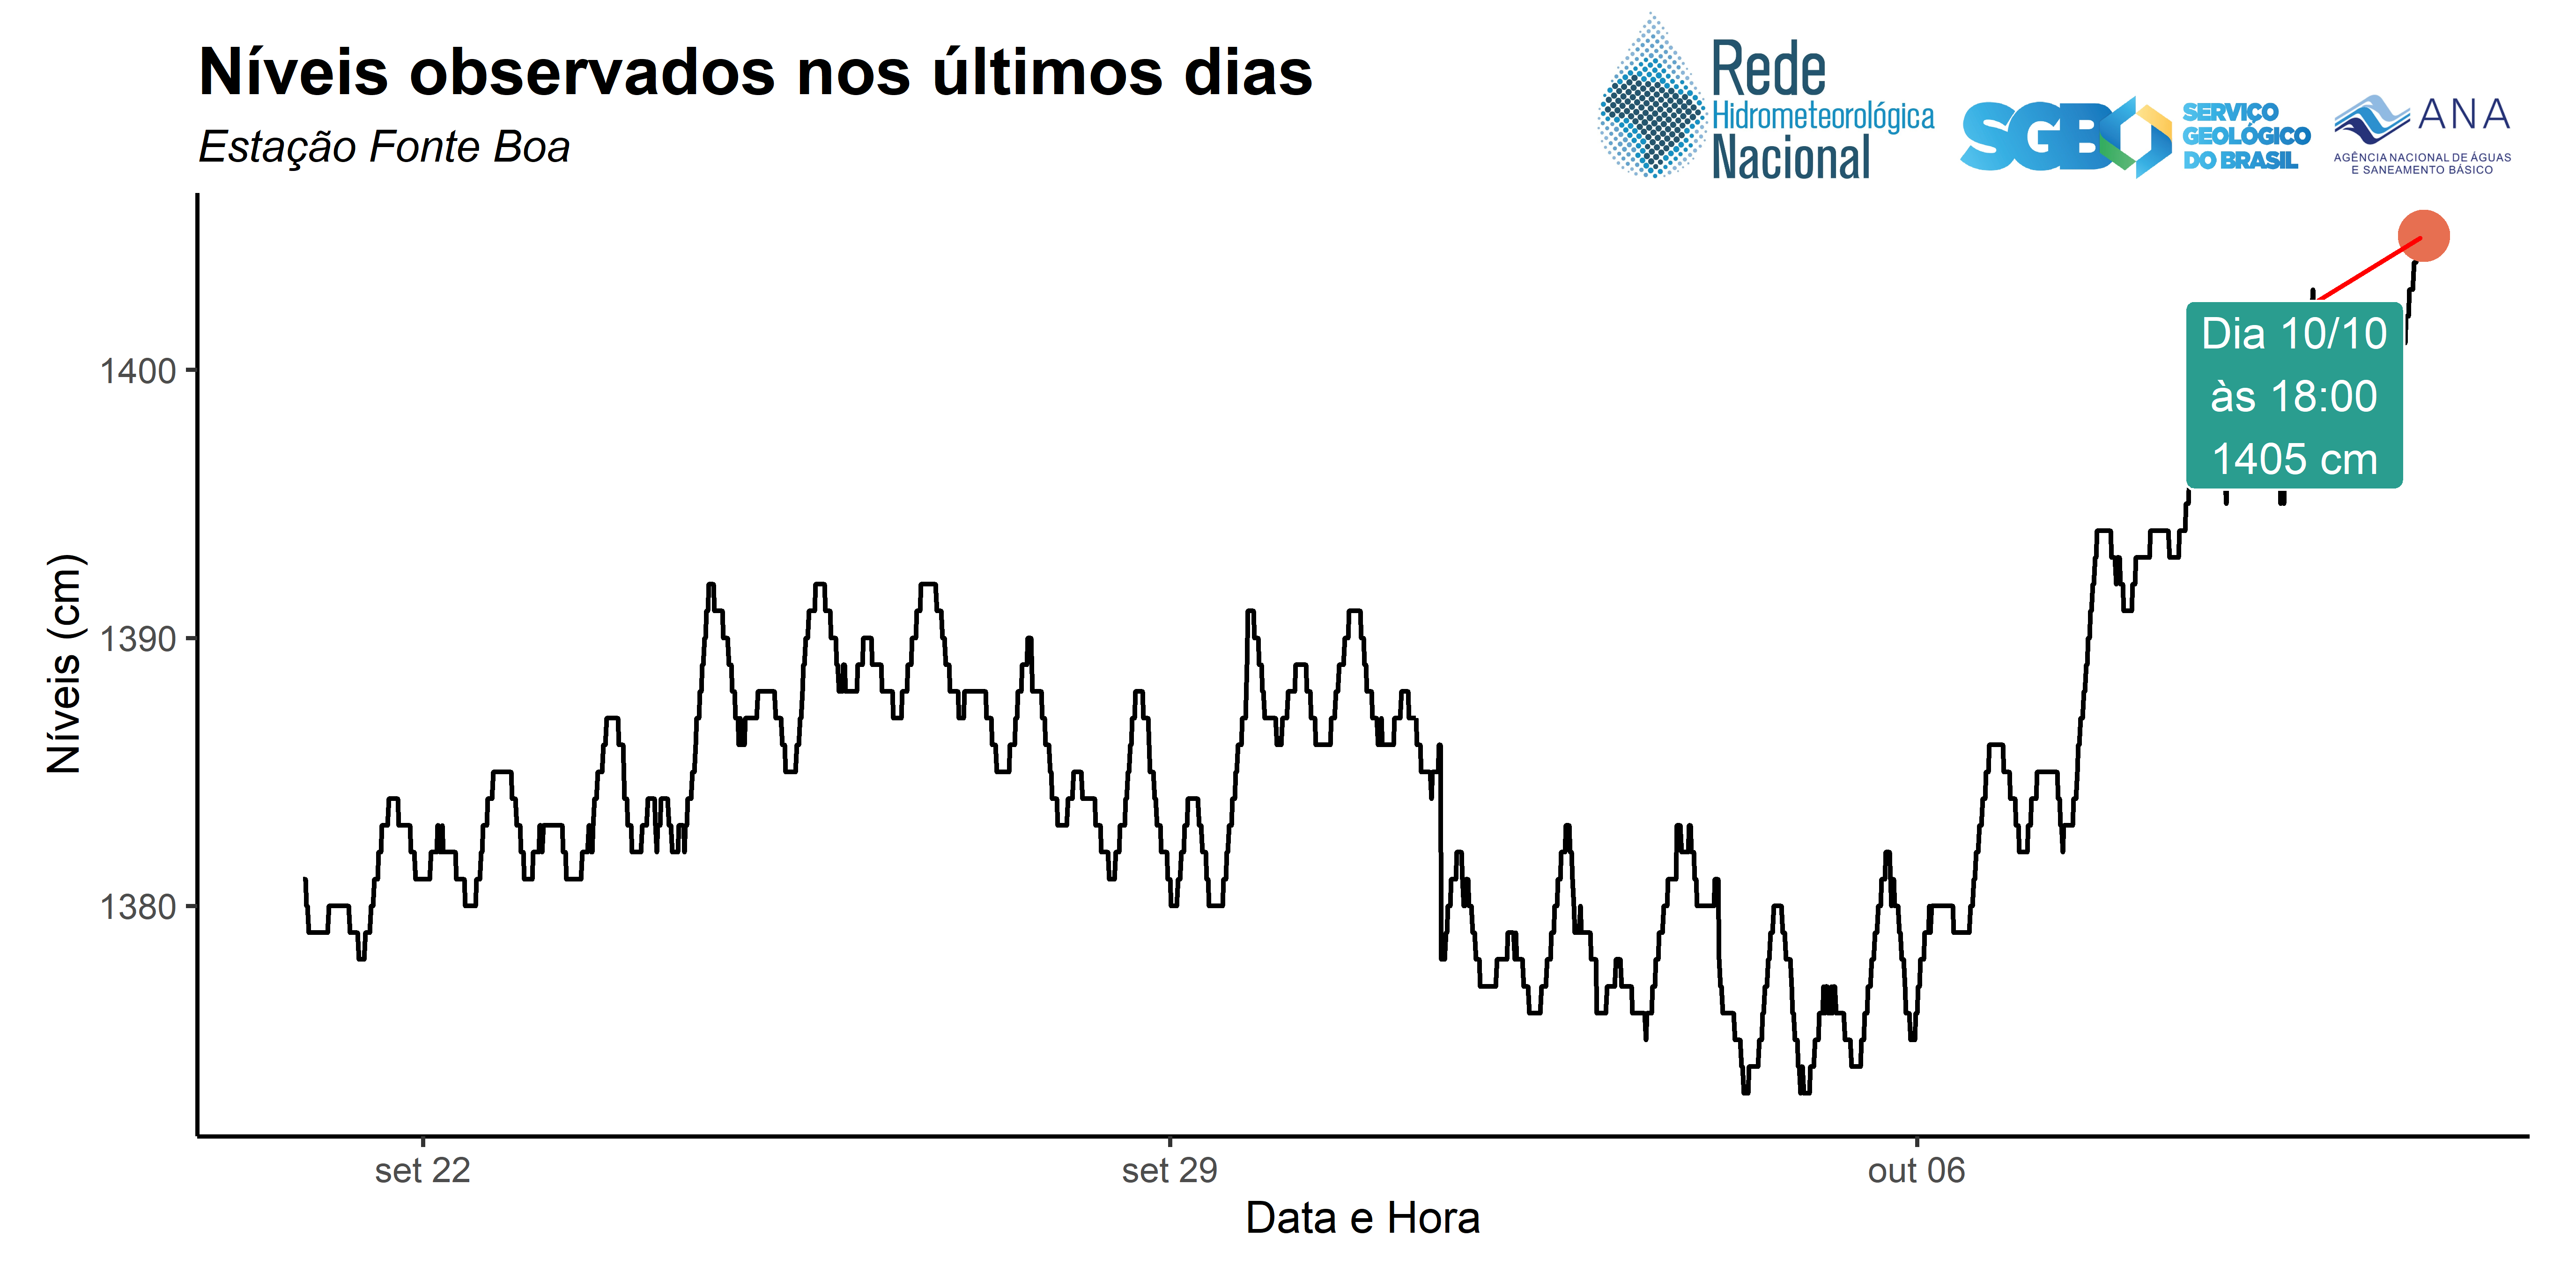 Níveis observados nos últimos dias
Estação Fonte Boa
Rede
Hidrometeorológica
Nacional
SGB
SERVIÇO
GEOLÓGICO
DO BRASIL
ANA
AGÊNCIA NACIONAL DE ÁGUAS
E SANEAMENTO BÁSICO
Dia 10/10
às 18:00
1405 cm
Níveis (cm)
1400
1390
1380
set 22
set 29
out 06
Data e Hora